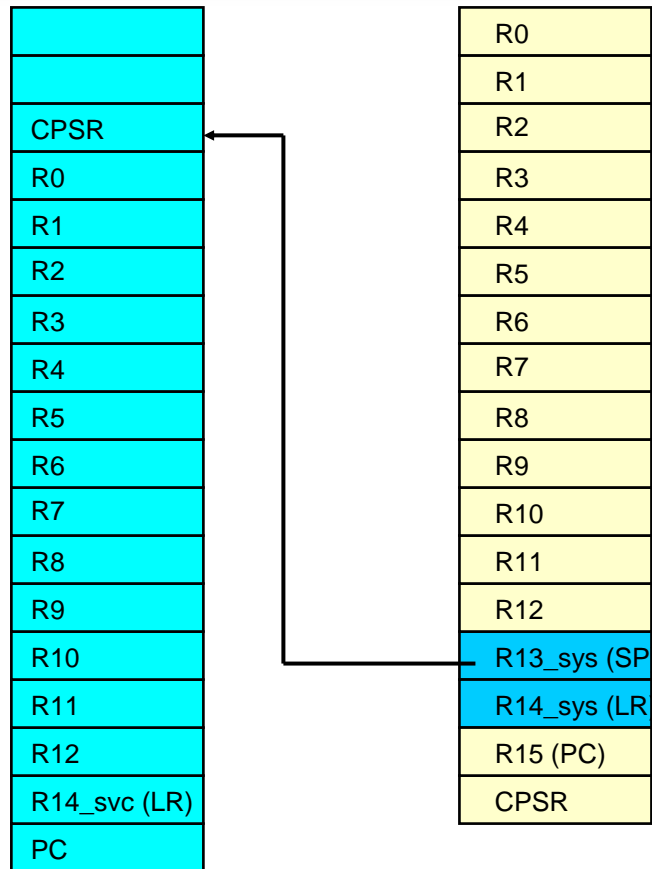 CPSR
R0
R1
R2
R3
R4
R5
R6
R7
R8
R9
R10
R11
R12
R14_svc (LR)
PC
R0
R1
R2
R3
R4
R5
R6
R7
R8
R9
R10
R11
R12
R13_sys (SP
R14_sys (LR
R15 (PC)
CPSR